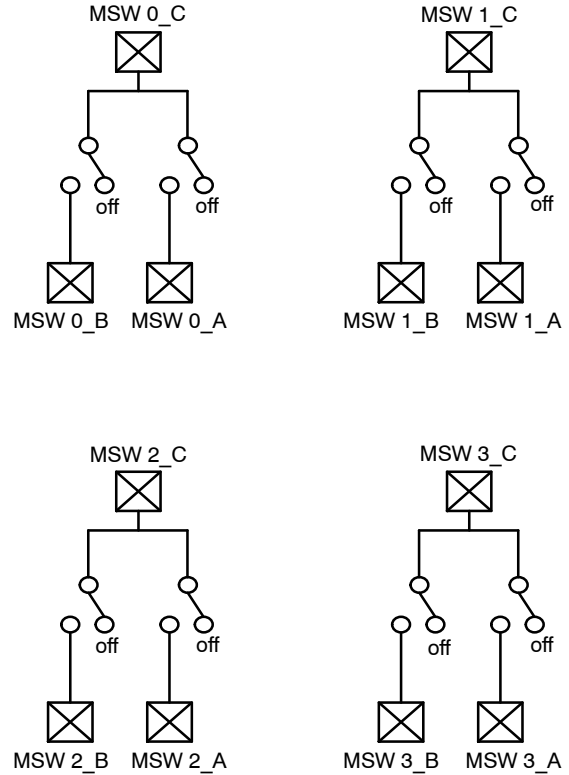 MSW 0_C
MSW 1_C
off
off
off
off
MSW 0_B
MSW 0_A
MSW 1_B
MSW 1_A
MSW 2_C
MSW 3_C
off
off
off
off
MSW 2_B
MSW 2_A
MSW 3_B
MSW 3_A